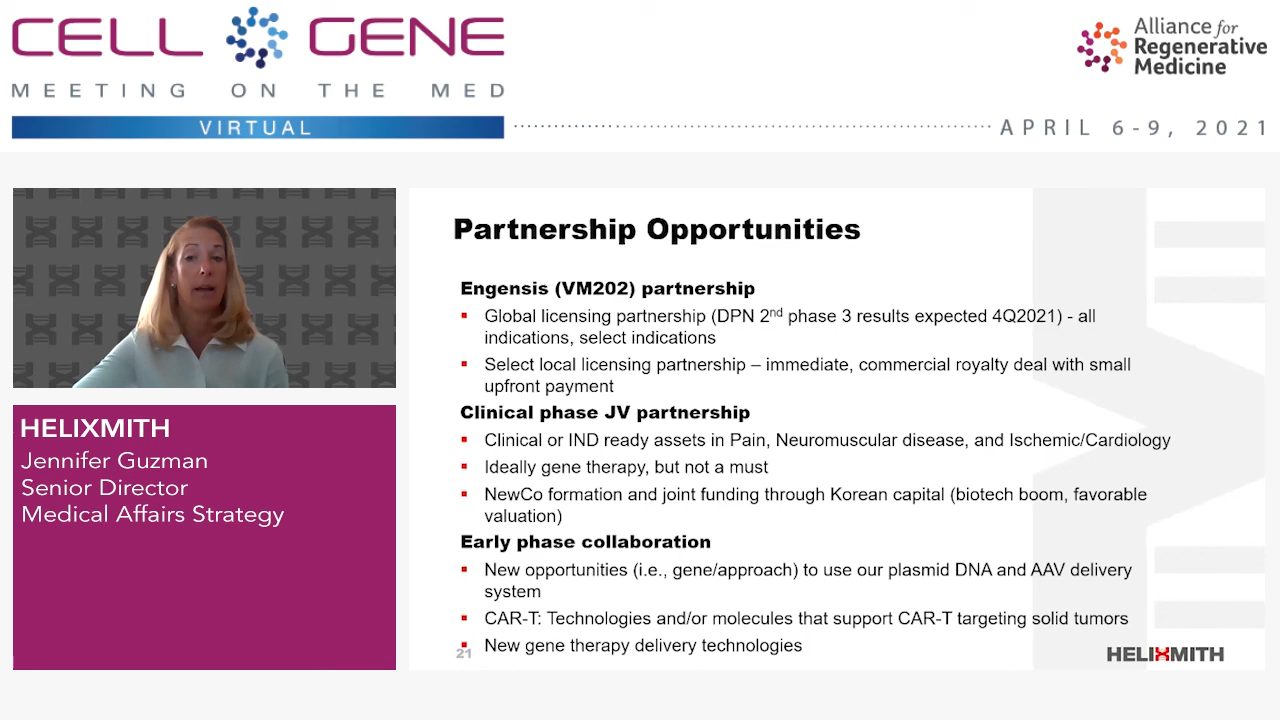 CELL GENE
MEETING ON THE MED
VIRTUAL
Alliance for
Regenerative
Medicine
APRIL 6-9, 2021
HELIXMITH
Jennifer Guzman
Senior Director
Medical Affairs Strategy
Partnership Opportunities
Engensis (VM202) partnership
▪ Global licensing partnership (DPN 2nd phase 3 results expected 4Q2021) - all
indications, select indications
▪ Select local licensing partnership – immediate, commercial royalty deal with small
upfront payment
Clinical phase JV partnership
▪ Clinical or IND ready assets in Pain, Neuromuscular disease, and Ischemic/Cardiology
▪ Ideally gene therapy, but not a must
▪ NewCo formation and joint funding through Korean capital (biotech boom, favorable
valuation)
Early phase collaboration
▪ New opportunities (i.e., gene/approach) to use our plasmid DNA and AAV delivery
system
▪ CAR-T: Technologies and/or molecules that support CAR-T targeting solid tumors
▪ New gene therapy delivery technologies
21
HELIXMITH